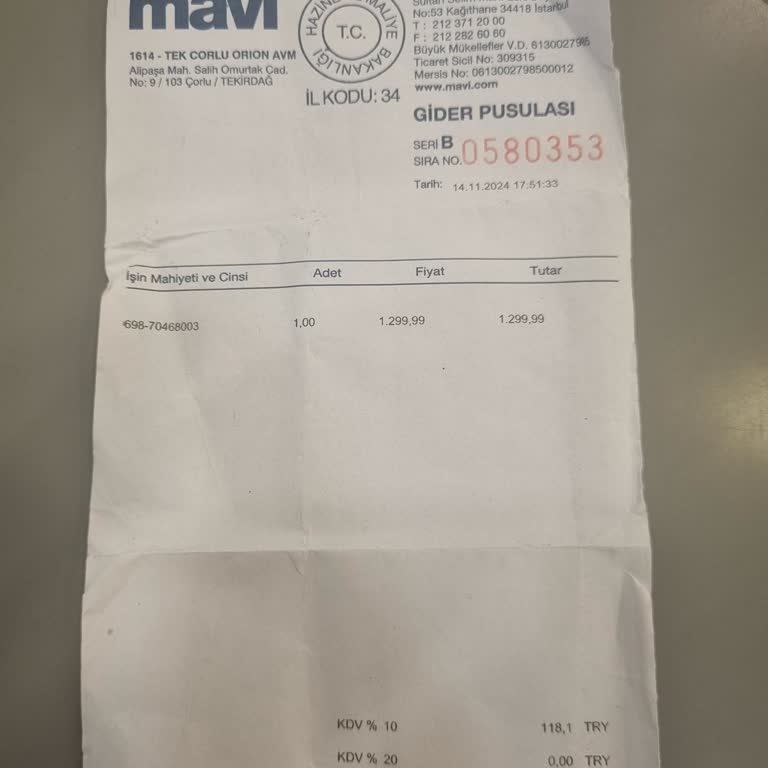 mavi
1614 - TEK CORLU ORION AVM
Alipaşa Mah. Salih Omurtak Cad.
No: 9 / 103 Çorlu / TEKİRDAĞ
MALİYE BAKANLIĞI
T.C.
İL KODU: 34
No:53 Kağıthane 34418 İstanbul
T : 212 371 20 00
F : 212 282 60 60
Büyük Mükellefler V.D. 6130027985
Ticaret Sicil No: 309315
Mersis No: 0613002798500012
www.mavi.com
GİDER PUSULASI
SERİ B
SIRA NO. 0580353
Tarih: 14.11.2024 17:51:33
İşin Mahiyeti ve Cinsi Adet Fiyat Tutar
698-70468003 1,00 1.299,99 1.299,99
KDV % 10 118,1 TRY
KDV % 20 0,00 TRY